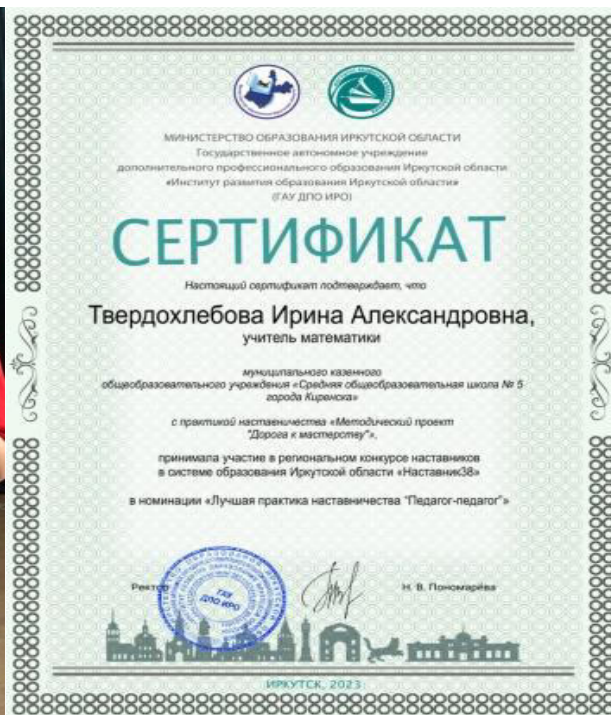 МИНИСТЕРСТВО ОБРАЗОВАНИЯ ИРКУТСКОЙ ОБЛАСТИ
Государственное автономное учреждение
дополнительного профессионального образования Иркутской области
«Институт развития образования Иркутской области»
(ГАУ ДПО ИРО)
СЕРТИФИКАТ
Настоящий сертификат подтверждает, что
Твердохлебова Ирина Александровна,
учитель математики
муниципального казенного
общеобразовательного учреждения «Средняя общеобразовательная школа № 5
города Киренска»
с практикой наставничества «Методический проект
"Дорога к мастерству"»,
принимала участие в региональном конкурсе наставников
в системе образования Иркутской области «Наставник38»
в номинации «Лучшая практика наставничества "Педагог-педагог"»
Ректор
ГАУ
ДПО ИРО
Н. В. Пономарёва
ИРКУТСК, 2023